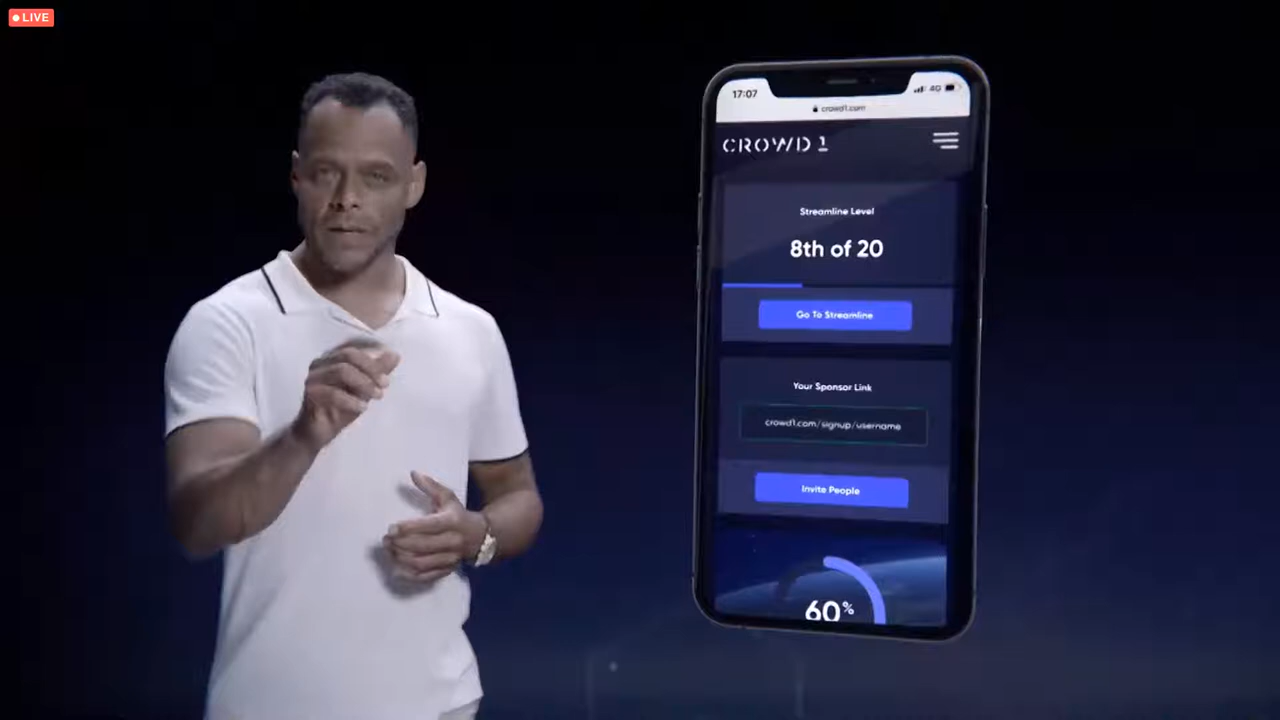 LIVE
17:07
4G
crowd1.com
CROWD 1
Streamline Level
8th of 20
Go To Streamline
Your Sponsor Link
crowd1.com/signup/username
Invite People
60%